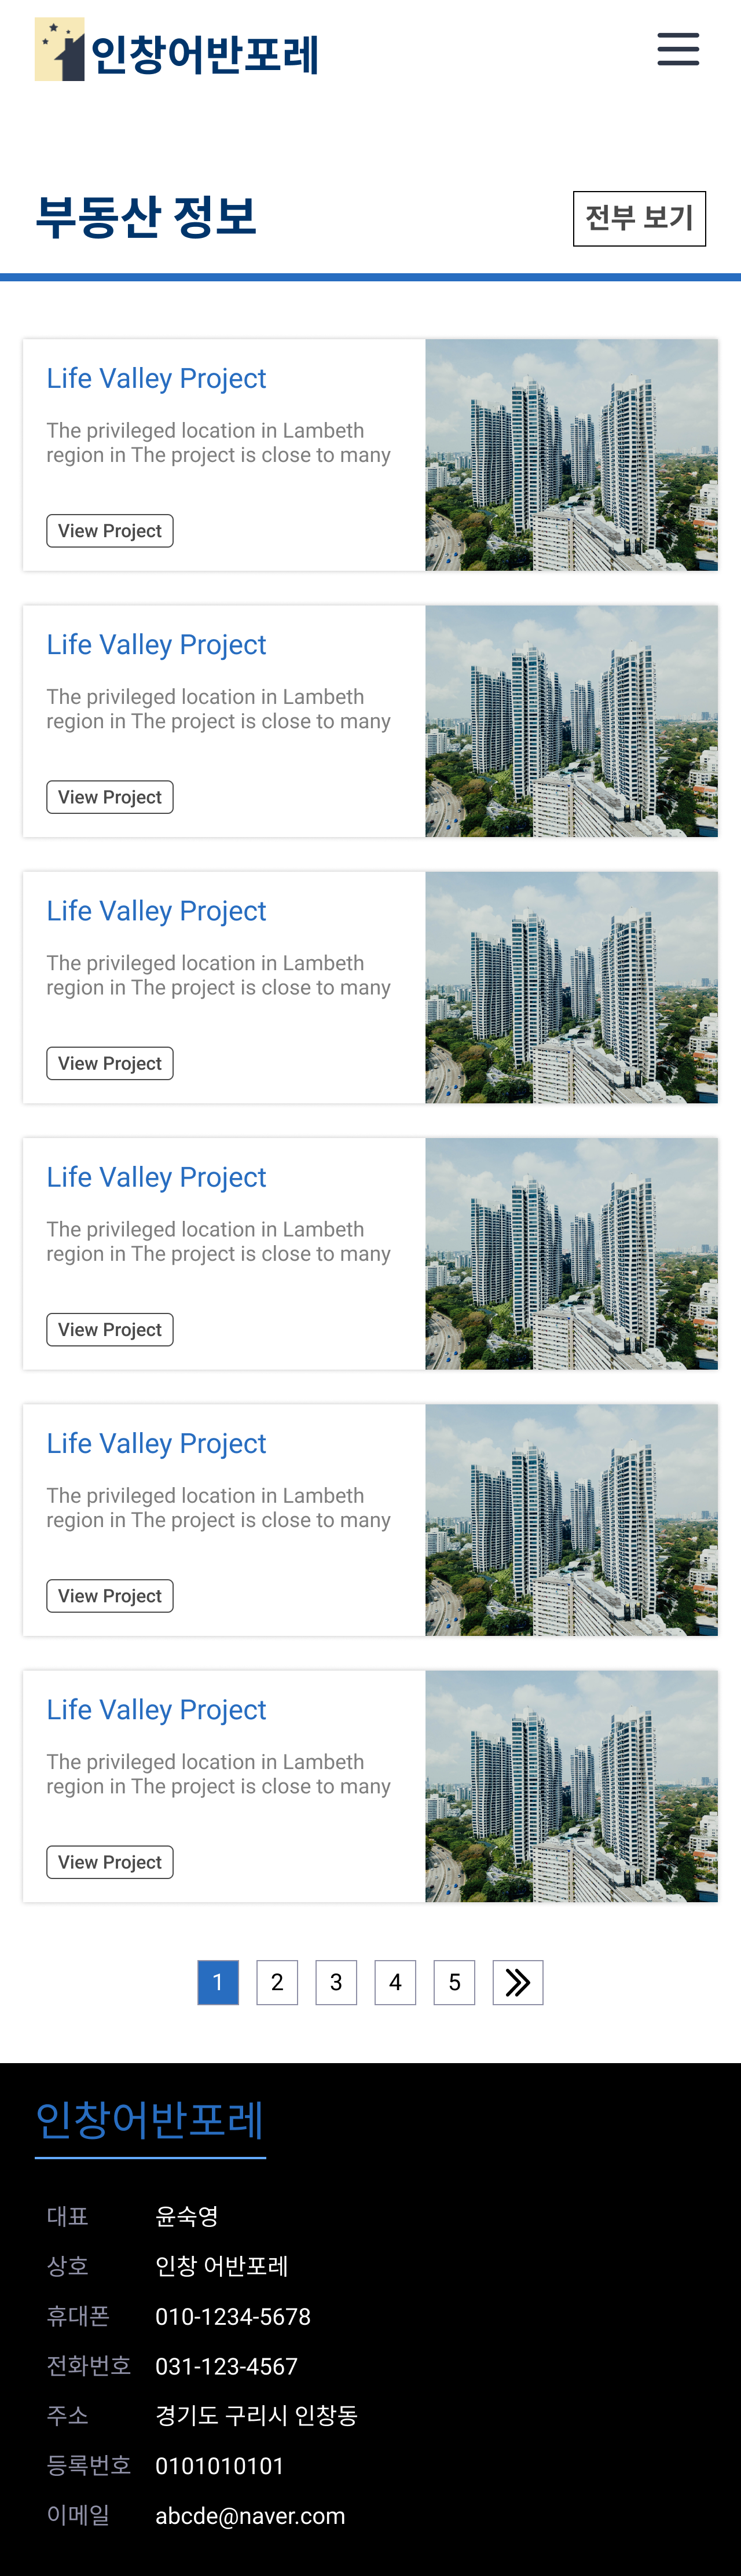 인창어반포레
부동산 정보
전부 보기
Life Valley Project
The privileged location in Lambeth
region in The project is close to many
View Project
Life Valley Project
The privileged location in Lambeth
region in The project is close to many
View Project
Life Valley Project
The privileged location in Lambeth
region in The project is close to many
View Project
Life Valley Project
The privileged location in Lambeth
region in The project is close to many
View Project
Life Valley Project
The privileged location in Lambeth
region in The project is close to many
View Project
Life Valley Project
The privileged location in Lambeth
region in The project is close to many
View Project
1 2 3 4 5
인창어반포레
대표 윤숙영
상호 인창 어반포레
휴대폰 010-1234-5678
전화번호 031-123-4567
주소 경기도 구리시 인창동
등록번호 0101010101
이메일 abcde@naver.com